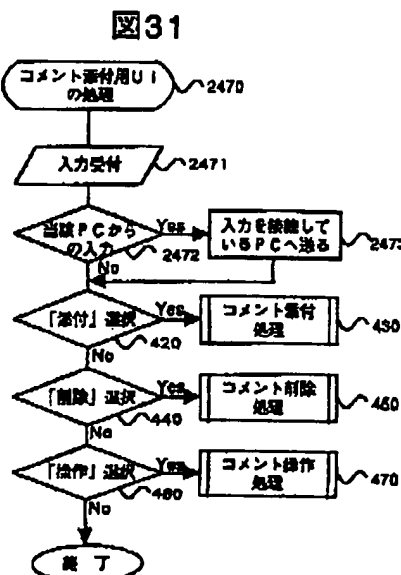 図31
コメント添付用UI
の処理
2470
入力受付
2471
当該PCから
の入力
2472
Yes
入力を接続して
いるPCへ送る
2473
No
「添付」選択
420
Yes
コメント添付
処理
430
No
「削除」選択
440
Yes
コメント削除
処理
450
No
「操作」選択
460
Yes
コメント操作
処理
470
No
終了